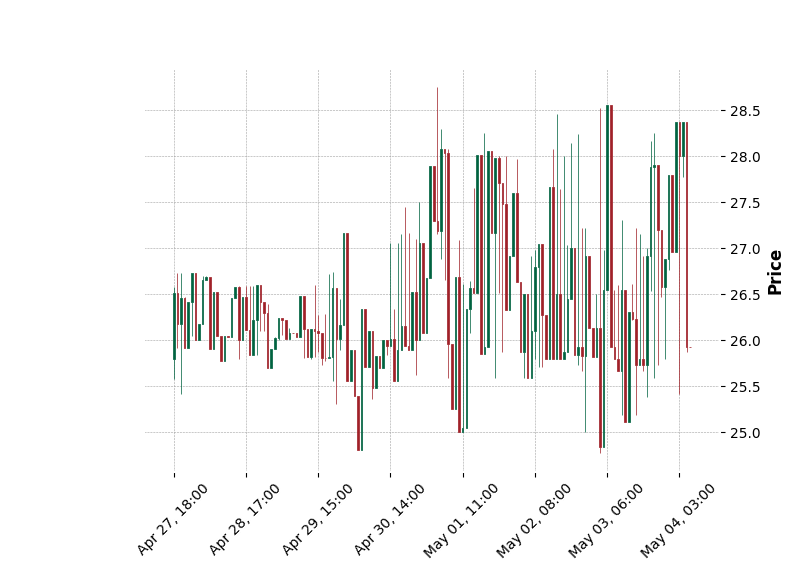 28.5
28.0
27.5
27.0
26.5
26.0
25.5
25.0
Price
Apr 27, 18:00
Apr 28, 17:00
Apr 29, 15:00
Apr 30, 14:00
May 01, 11:00
May 02, 08:00
May 03, 06:00
May 04, 03:00